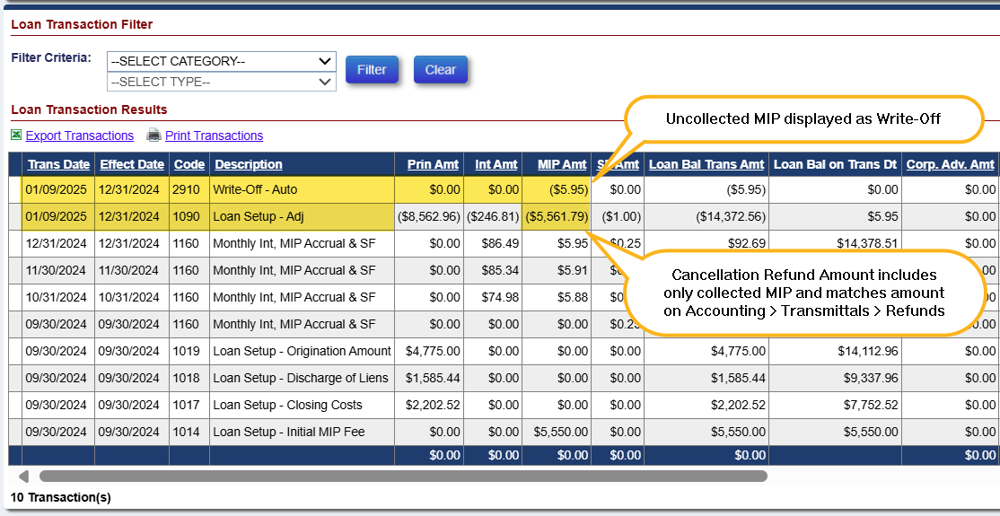 Loan Transaction Filter
Filter Criteria: --SELECT CATEGORY-- Filter Clear
--SELECT TYPE--
Loan Transaction Results
Uncollected MIP displayed as Write-Off
Export Transactions Print Transactions
Trans Date Effect Date Code Description Prin Amt Int Amt MIP Amt Amt Loan Bal Trans Amt Loan Bal on Trans Dt Corp. Adv. Amt
01/09/2025 12/31/2024 2910 Write-Off - Auto $0.00 $0.00 ($5.95) $0.00 ($5.95) $0.00 $0.00
01/09/2025 12/31/2024 1090 Loan Setup - Adj ($8,562.96) ($246.81) ($5,561.79) ($1.00) ($14,372.56) $5.95 $0.00
12/31/2024 12/31/2024 1160 Monthly Int, MIP Accrual & SF $0.00 $86.49 $5.95 $0.25 $92.69 $14,378.51 $0.00
11/30/2024 11/30/2024 1160 Monthly Int, MIP Accrual & SF $0.00 $85.34 $5.91
10/31/2024 10/31/2024 1160 Monthly Int, MIP Accrual & SF $0.00 $74.98 $5.88
09/30/2024 09/30/2024 1160 Monthly Int, MIP Accrual & SF $0.00 $0.00 $0.00 $0.25
Cancellation Refund Amount includes
only collected MIP and matches amount
on Accounting > Transmittals > Refunds
09/30/2024 09/30/2024 1019 Loan Setup - Origination Amount $4,775.00 $0.00 $0.00 $0.00 $4,775.00 $14,112.96 $0.00
09/30/2024 09/30/2024 1018 Loan Setup - Discharge of Liens $1,585.44 $0.00 $0.00 $0.00 $1,585.44 $9,337.96 $0.00
09/30/2024 09/30/2024 1017 Loan Setup - Closing Costs $2,202.52 $0.00 $0.00 $0.00 $2,202.52 $7,752.52 $0.00
09/30/2024 09/30/2024 1014 Loan Setup - Initial MIP Fee $0.00 $0.00 $5,550.00 $0.00 $5,550.00 $5,550.00 $0.00
$0.00 $0.00 $0.00 $0.00 $0.00 $0.00
10 Transaction(s)